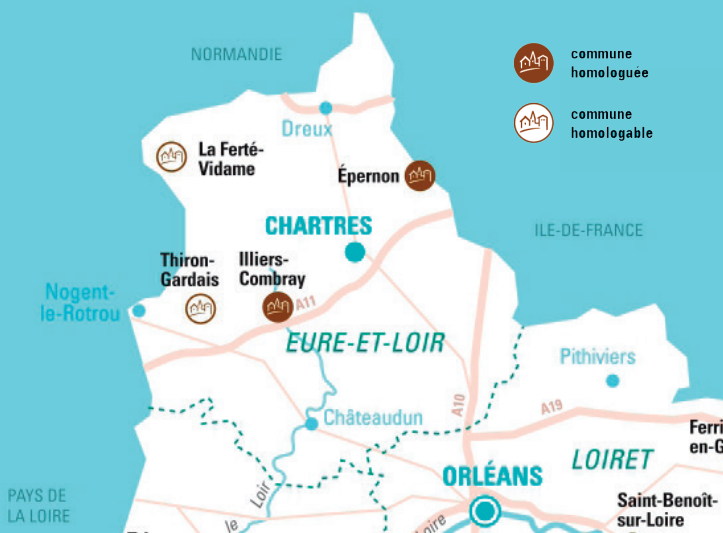 NORMANDIE
commune
homologuée
commune
homologable
Dreux
La Ferté-
Vidame
Épernon
CHARTRES
ILE-DE-FRANCE
Thiron-
Gardais
Illiers-
Combray
Nogent-
le-Rotrou
A11
EURE-ET-LOIR
Pithiviers
A10
A19
Châteaudun
Ferri
en-G
LOIRET
ORLÉANS
PAYS DE
LA LOIRE
le
Loir
Loire
Saint-Benoît-
sur-Loire